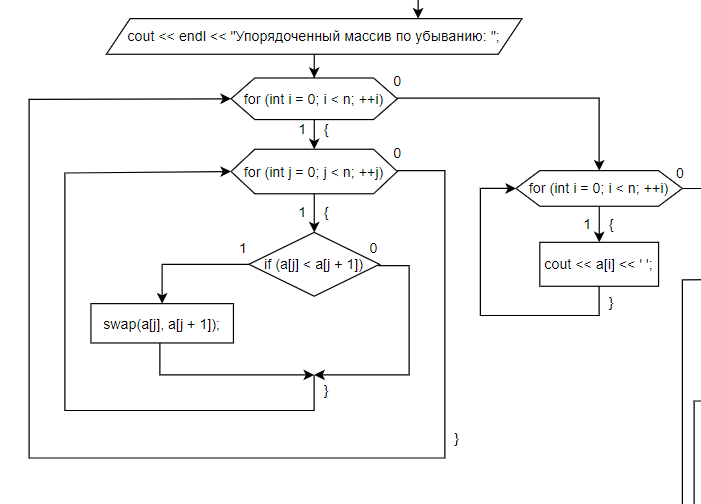 cout << endl << "Упорядоченный массив по убыванию: ";
for (int i = 0; i < n; ++i)
0
1 {
for (int j = 0; j < n; ++j)
0
1 {
if (a[j] < a[j + 1])
1
0
swap(a[j], a[j + 1]);
}
}
for (int i = 0; i < n; ++i)
0
1 {
cout << a[i] << ' ';
}